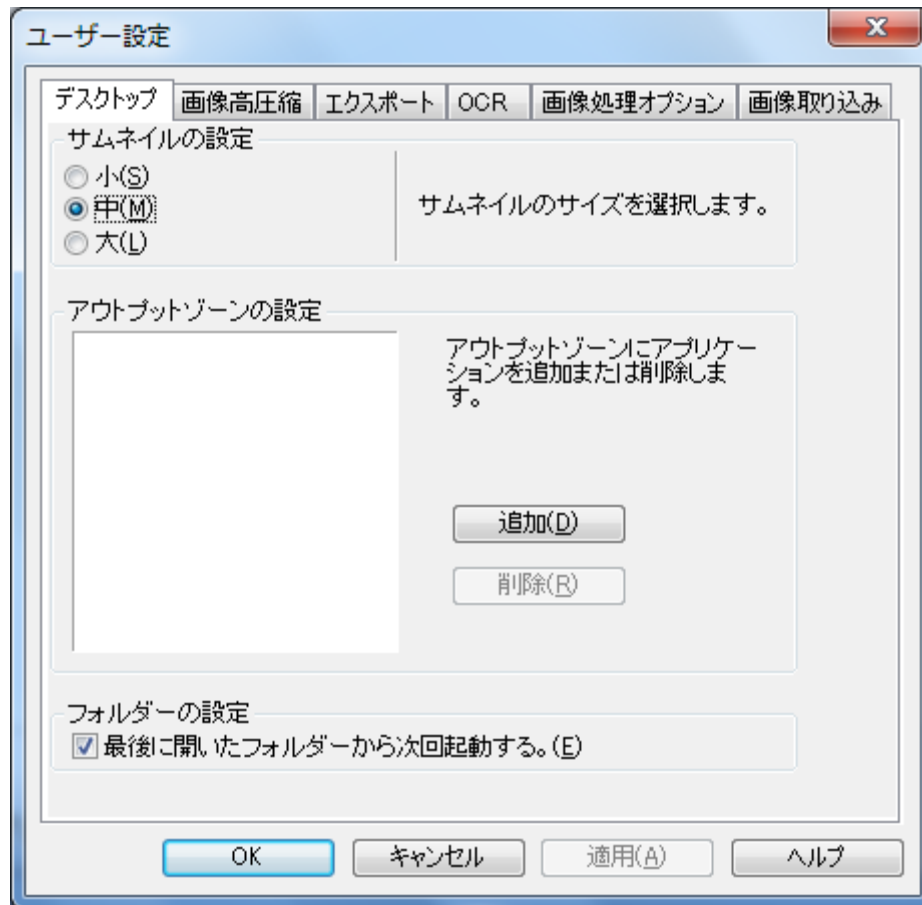 ユーザー設定
デスクトップ 画像高圧縮 エクスポート OCR 画像処理オプション 画像取り込み
サムネイルの設定
小(S)
中(M)
大(L)
サムネイルのサイズを選択します。
アウトプットゾーンの設定
アウトプットゾーンにアプリケー
ションを追加または削除しま
す。
追加(D)
削除(R)
フォルダーの設定
最後に開いたフォルダーから次回起動する。(E)
OK キャンセル 適用(A) ヘルプ